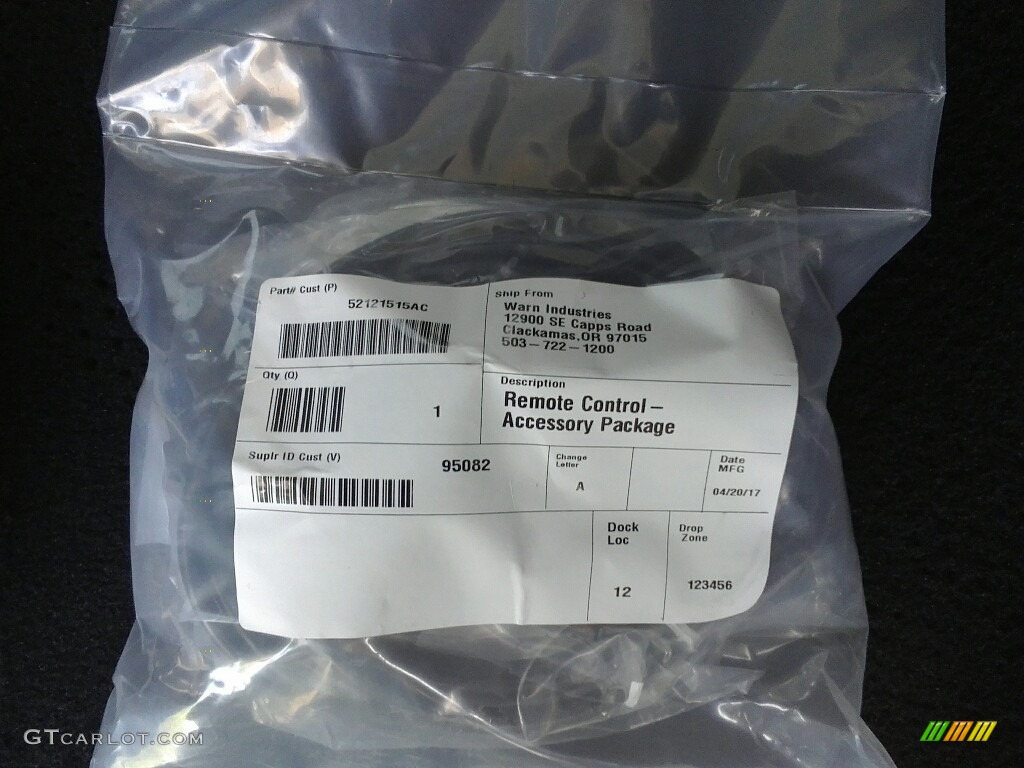 Part# Cust (P)
52121515AC
Ship From
Warn Industries
12900 SE Capps Road
Clackamas,OR 97015
503-722-1200
Qty (Q)
1
Description
Remote Control-
Accessory Package
Suplr ID Cust (V)
95082
Change
Letter
A
Date
MFG
04/20/17
Dock
Loc
12
Drop
Zone
123456
GTCARLOT.COM